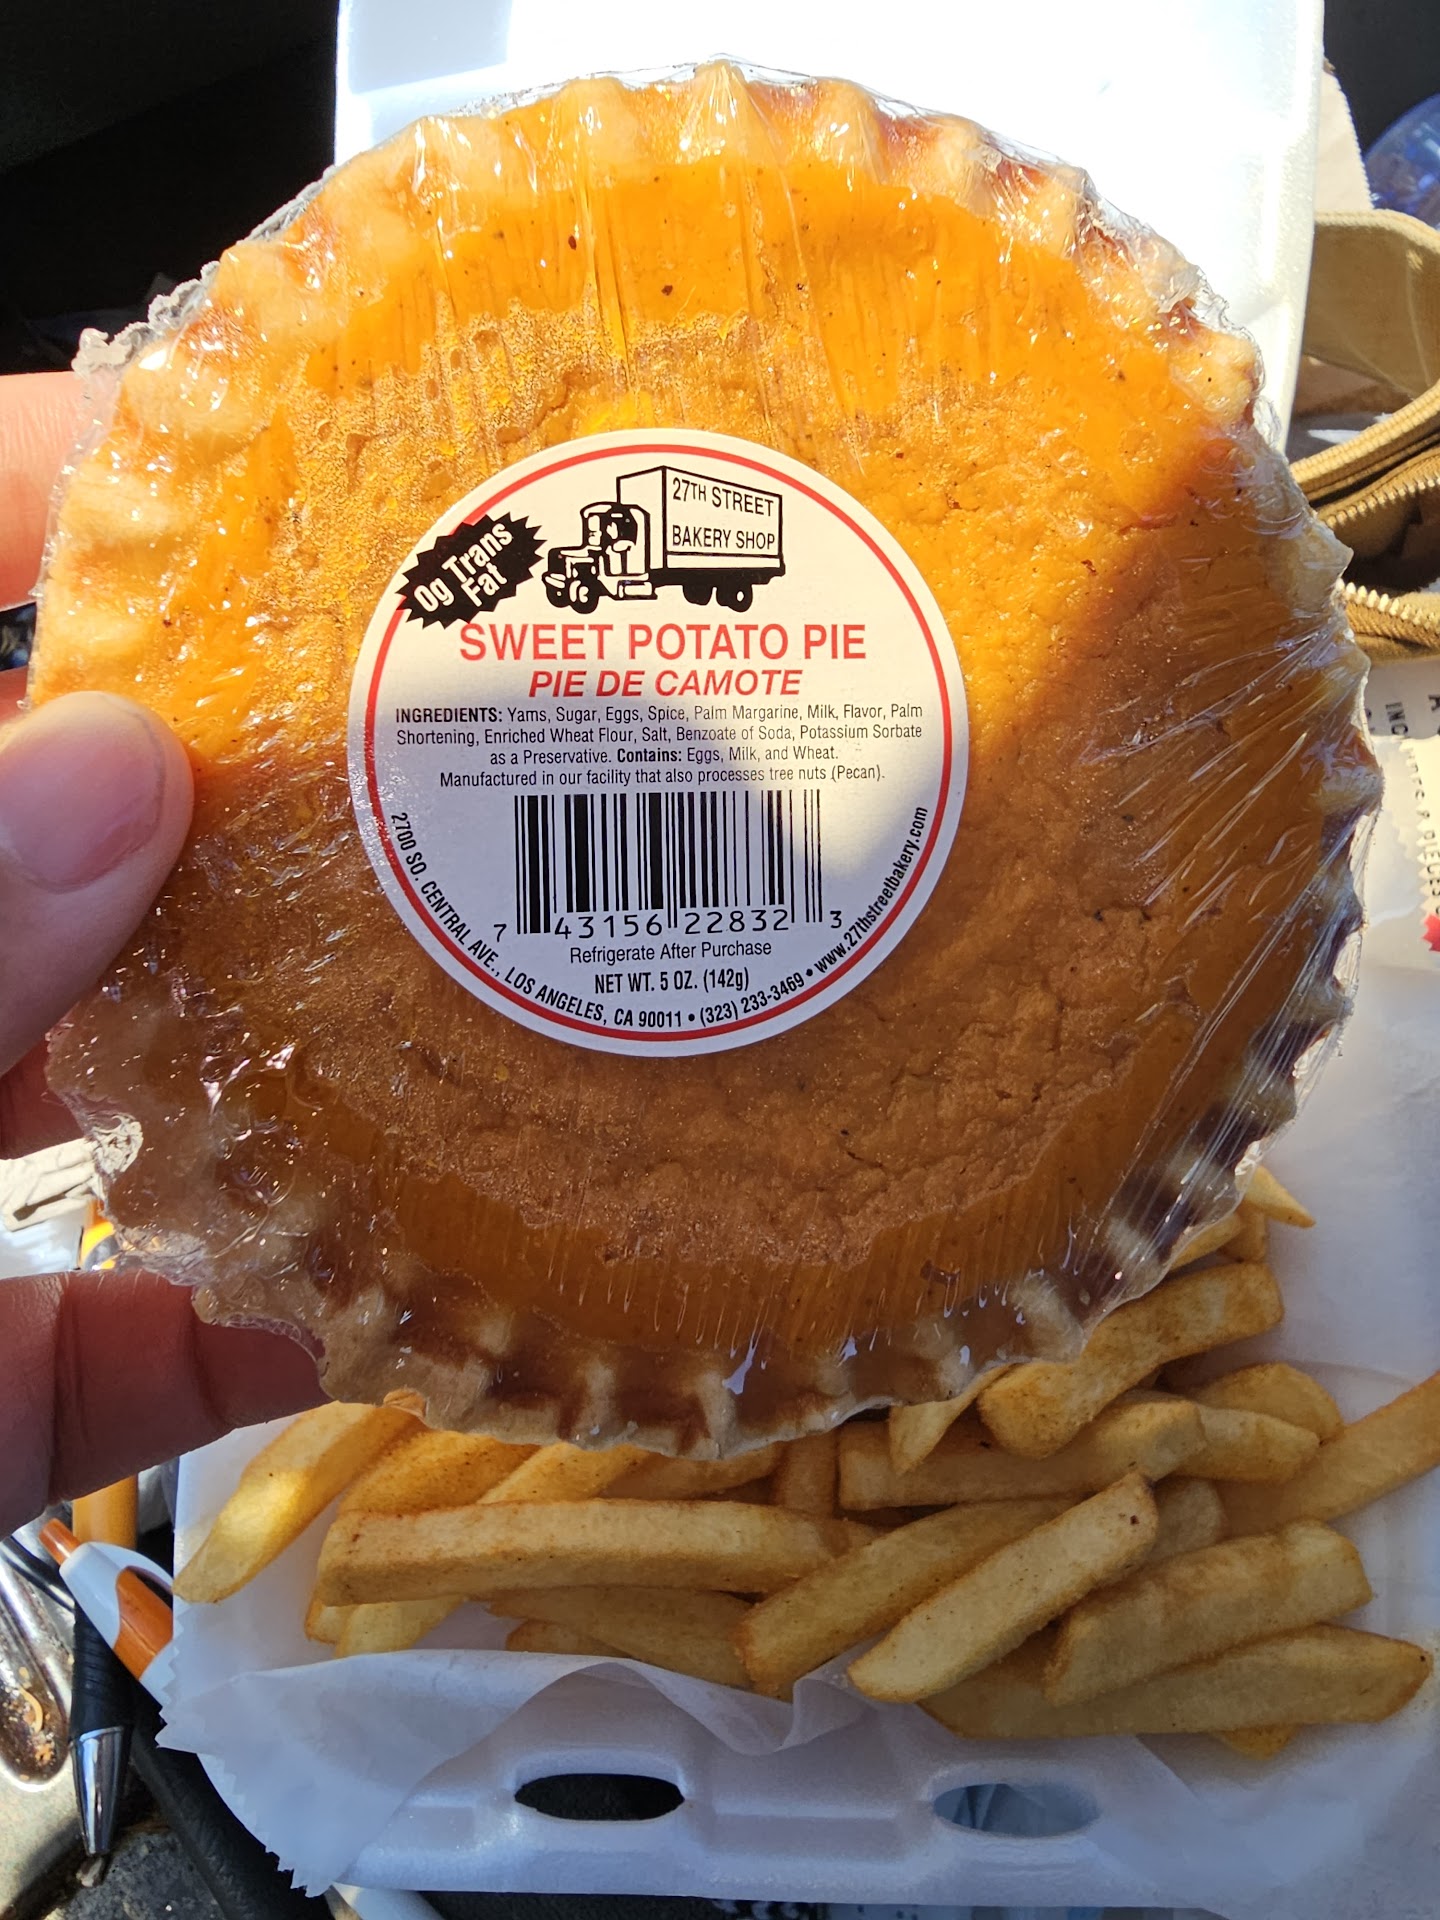 27TH STREET
BAKERY SHOP
0g Trans
Fat
SWEET POTATO PIE
PIE DE CAMOTE
INGREDIENTS: Yams, Sugar, Eggs, Spice, Palm Margarine, Milk, Flavor, Palm
Shortening, Enriched Wheat Flour, Salt, Benzoate of Soda, Potassium Sorbate
as a Preservative. Contains: Eggs, Milk, and Wheat.
Manufactured in our facility that also processes tree nuts (Pecan).
7 43156 22832 3
Refrigerate After Purchase
NET WT. 5 OZ. (142g)
2700 SO. CENTRAL AVE., LOS ANGELES, CA 90011 • (323) 233-3469 • www.27thstreetbakery.com